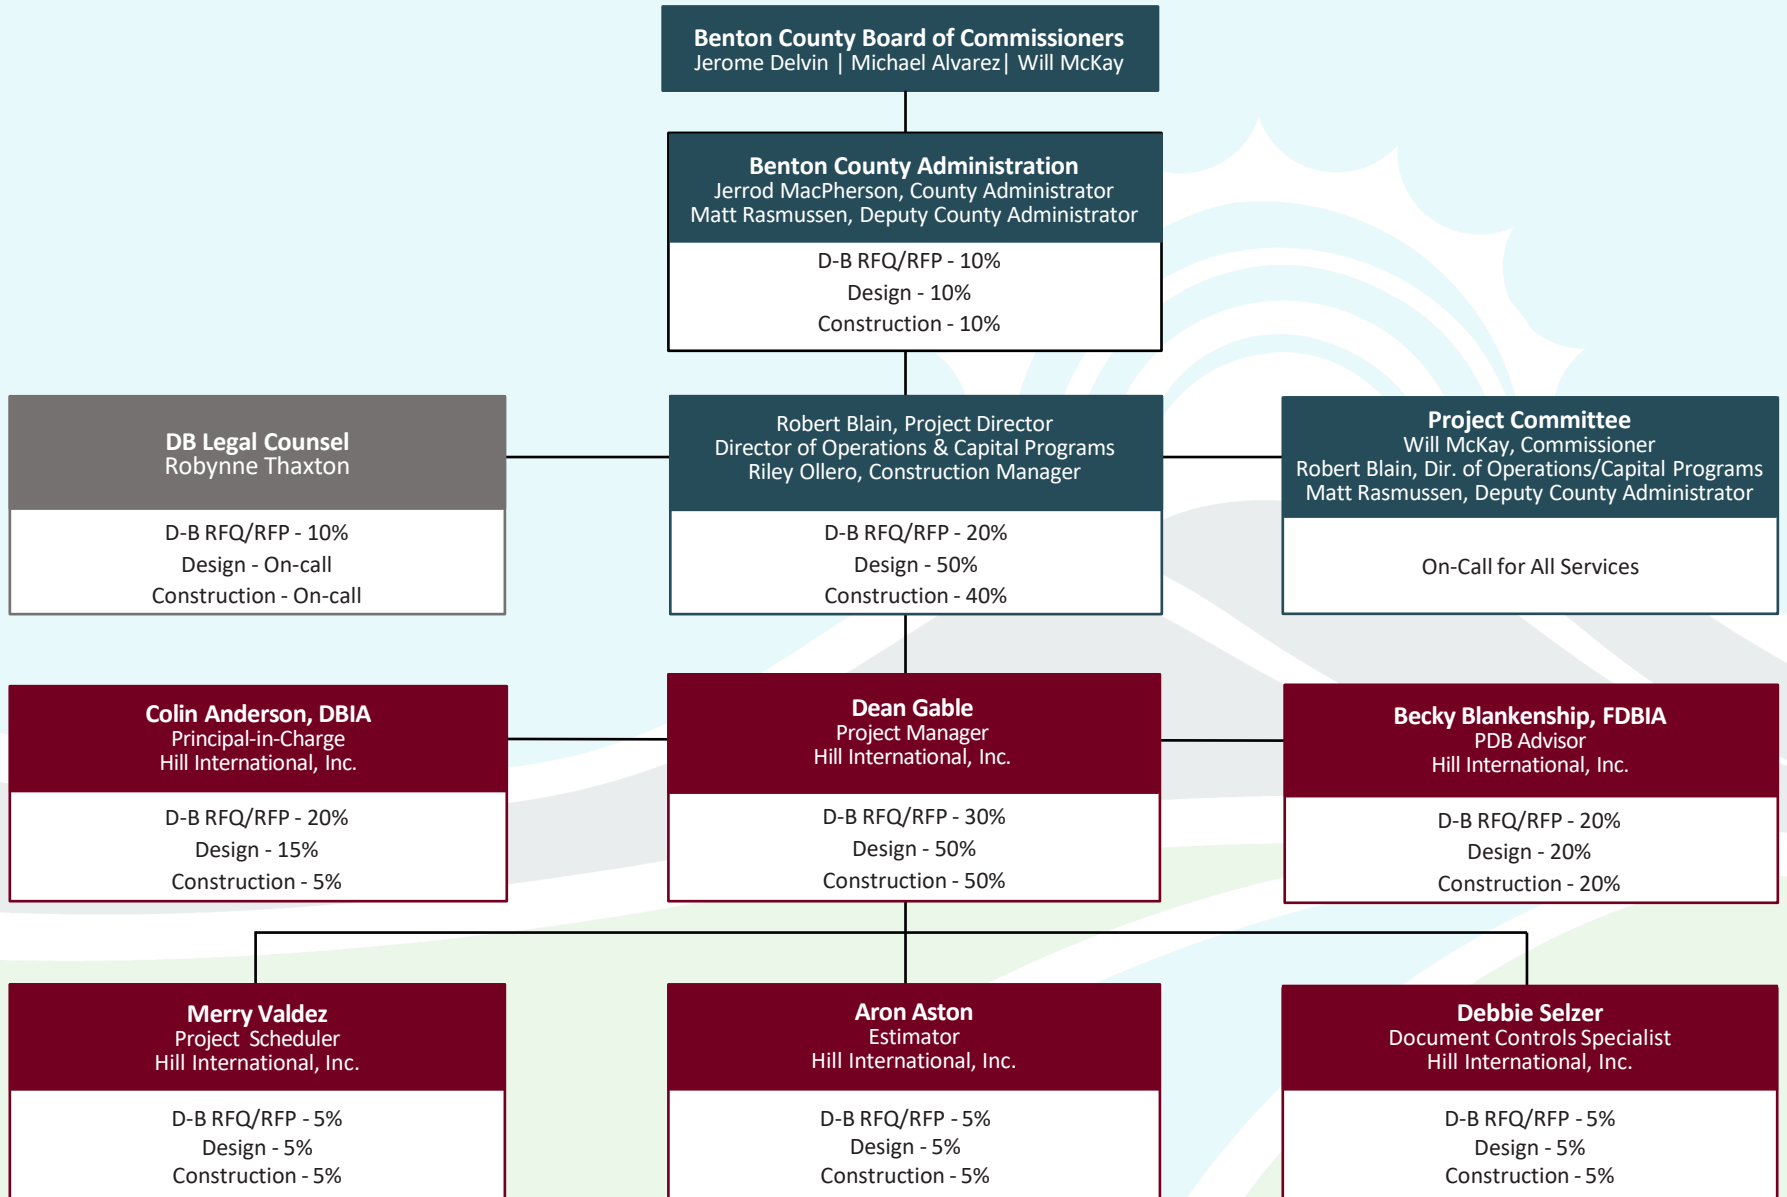 Benton County Board of Commissioners
Jerome Delvin | Michael Alvarez| Will McKay
Benton County Administration
Jerrod MacPherson, County Administrator
Matt Rasmussen, Deputy County Administrator
D-B RFQ/RFP - 10%
Design - 10%
Construction - 10%
DB Legal Counsel
Robynne Thaxton
D-B RFQ/RFP - 10%
Design - On-call
Construction - On-call
Robert Blain, Project Director
Director of Operations & Capital Programs
Riley Ollero, Construction Manager
D-B RFQ/RFP - 20%
Design - 50%
Construction - 40%
Project Committee
Will McKay, Commissioner
Robert Blain, Dir. of Operations/Capital Programs
Matt Rasmussen, Deputy County Administrator
On-Call for All Services
Colin Anderson, DBIA
Principal-in-Charge
Hill International, Inc.
D-B RFQ/RFP - 20%
Design - 15%
Construction - 5%
Dean Gable
Project Manager
Hill International, Inc.
D-B RFQ/RFP - 30%
Design - 50%
Construction - 50%
Becky Blankenship, FDBIA
PDB Advisor
Hill International, Inc.
D-B RFQ/RFP - 20%
Design - 20%
Construction - 20%
Merry Valdez
Project Scheduler
Hill International, Inc.
D-B RFQ/RFP - 5%
Design - 5%
Construction - 5%
Aron Aston
Estimator
Hill International, Inc.
D-B RFQ/RFP - 5%
Design - 5%
Construction - 5%
Debbie Selzer
Document Controls Specialist
Hill International, Inc.
D-B RFQ/RFP - 5%
Design - 5%
Construction - 5%